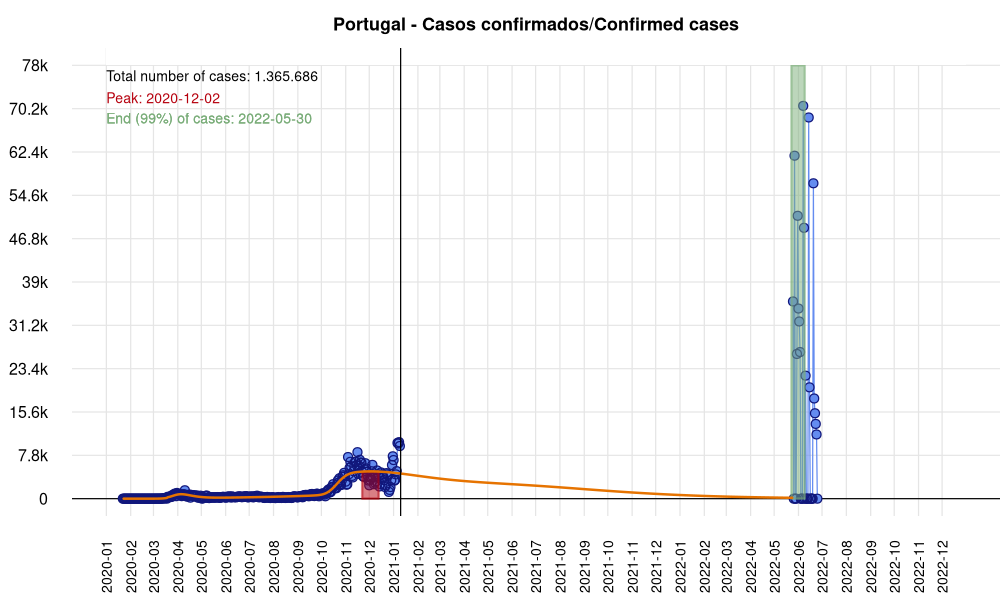 Portugal - Casos confirmados/Confirmed cases
Total number of cases: 1.365.686
Peak: 2020-12-02
End (99%) of cases: 2022-05-30
78k
70.2k
62.4k
54.6k
46.8k
39k
31.2k
23.4k
15.6k
7.8k
0
2020-01
2020-02
2020-03
2020-04
2020-05
2020-06
2020-07
2020-08
2020-09
2020-10
2020-11
2020-12
2021-01
2021-02
2021-03
2021-04
2021-05
2021-06
2021-07
2021-08
2021-09
2021-10
2021-11
2021-12
2022-01
2022-02
2022-03
2022-04
2022-05
2022-06
2022-07
2022-08
2022-09
2022-10
2022-11
2022-12